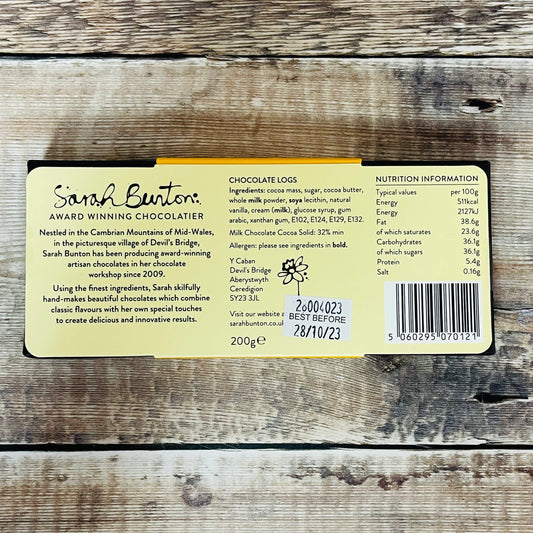 Sarah Bunton
AWARD WINNING CHOCOLATIER
Nestled in the Cambrian Mountains of Mid-Wales,
in the picturesque village of Devil's Bridge,
Sarah Bunton has been producing award-winning
artisan chocolates in her chocolate
workshop since 2009.
Using the finest ingredients, Sarah skilfully
hand-makes beautiful chocolates which combine
classic flavours with her own special touches
to create delicious and innovative results.
CHOCOLATE LOGS
Ingredients: cocoa mass, sugar, cocoa butter,
whole milk powder, soya lecithin, natural
vanilla, cream (milk), glucose syrup, gum
arabic, xanthan gum, E102, E124, E129, E132.
Milk Chocolate Cocoa Solid: 32% min
Allergen: please see ingredients in bold.
Y Caban
Devil's Bridge
Aberystwyth
Ceredigion
SY23 3JL
Visit our website
sarahbunton.co.uk
200g℮
26004023
BEST BEFORE
28/10/23
NUTRITION INFORMATION
Typical values per 100g
Energy 511kcal
Energy 2127kJ
Fat 38.6g
of which saturates 23.6g
Carbohydrates 36.1g
of which sugars 36.1g
Protein 5.4g
Salt 0.16g
5 060295 070121